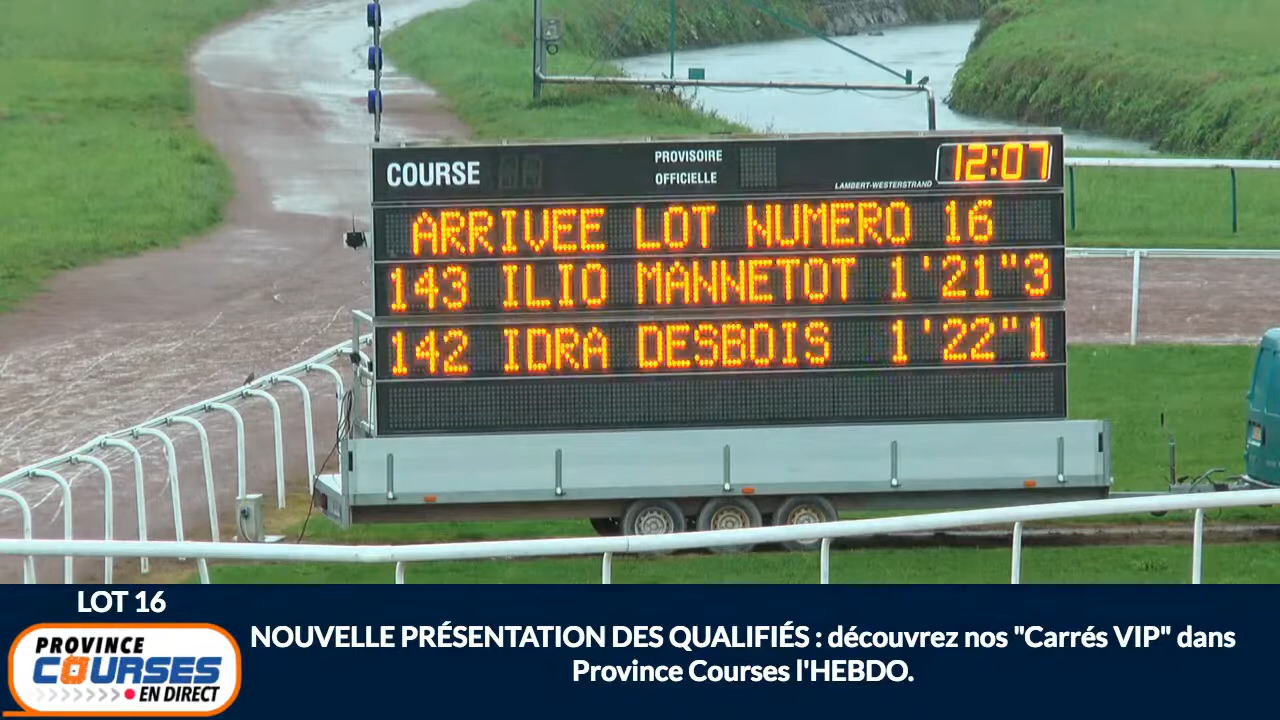 COURSE
PROVISOIRE
OFFICIELLE
LAMBERT-WESTERSTRAND
12:07
ARRIVEE LOT NUMERO 16
143 ILIO MANNETOT 1'21"3
142 IDRA DESBOIS 1'22"1
LOT 16
PROVINCE
COURSES
EN DIRECT
NOUVELLE PRÉSENTATION DES QUALIFIÉS : découvrez nos "Carrés VIP" dans
Province Courses l'HEBDO.